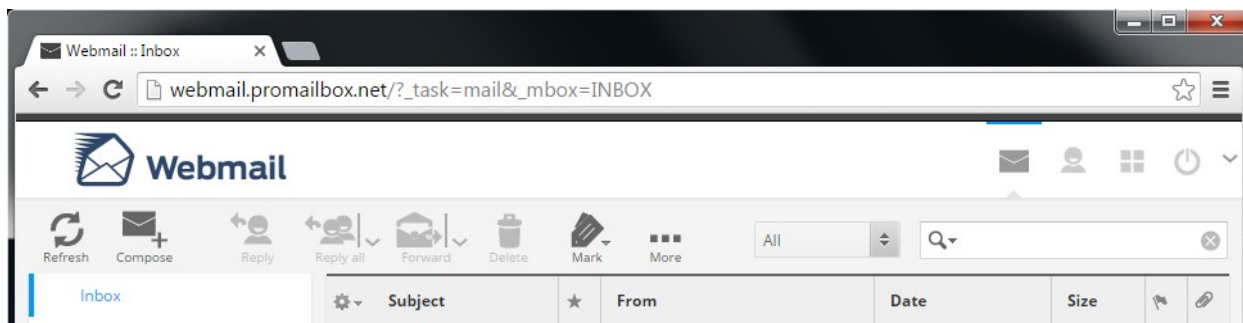 Webmail :: Inbox
webmail.promailbox.net/?_task=mail&_mbox=INBOX
Webmail
Refresh Compose Reply Reply all Forward Delete Mark More All
Inbox Subject From Date Size